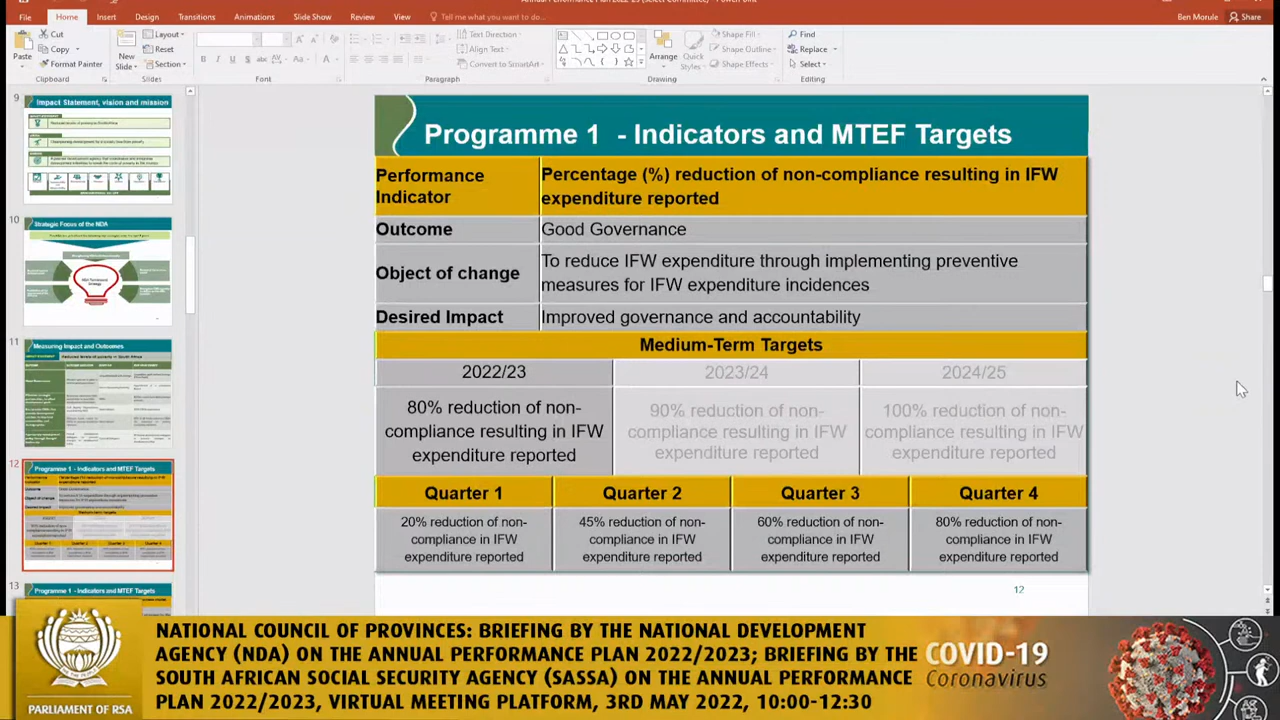 File
Home
Insert
Design
Transitions
Animations
Slide Show
Review
View
Tell me what you want to do...
Ben Morule
Share
Paste
Cut
Copy
Format Painter
Clipboard
New
Slide
Layout
Reset
Section
Slides
Font
Text Direction
Align Text
Convert to SmartArt
Paragraph
Arrange
Quick
Styles
Shape Fill
Shape Outline
Shape Effects
Drawing
Find
Replace
Select
Editing
9
Impact Statement, vision and mission
10
Strategic Focus of the NDA
11
Measuring Impact and Outcomes
12
Programme 1 - Indicators and MTEF Targets
13
Programme 1 - Indicators and MTEF Targets
Programme 1 - Indicators and MTEF Targets
Performance
Indicator
Percentage (%) reduction of non-compliance resulting in IFW
expenditure reported
Outcome
Good Governance
Object of change
To reduce IFW expenditure through implementing preventive
measures for IFW expenditure incidences
Desired Impact
Improved governance and accountability
Medium-Term Targets
2022/23
2023/24
2024/25
80% reduction of non-
compliance resulting in IFW
expenditure reported
90% reduction of non-
compliance resulting in IFW
expenditure reported
100% reduction of non-
compliance resulting in IFW
expenditure reported
Quarter 1
Quarter 2
Quarter 3
Quarter 4
20% reduction of non-
compliance in IFW
expenditure reported
45% reduction of non-
compliance in IFW
expenditure reported
60% reduction of non-
compliance in IFW
expenditure reported
80% reduction of non-
compliance in IFW
expenditure reported
12
PARLIAMENT OF RSA
NATIONAL COUNCIL OF PROVINCES: BRIEFING BY THE NATIONAL DEVELOPMENT
AGENCY (NDA) ON THE ANNUAL PERFORMANCE PLAN 2022/2023; BRIEFING BY THE
SOUTH AFRICAN SOCIAL SECURITY AGENCY (SASSA) ON THE ANNUAL PERFORMANCE
PLAN 2022/2023, VIRTUAL MEETING PLATFORM, 3RD MAY 2022, 10:00-12:30
COVID-19
Coronavirus